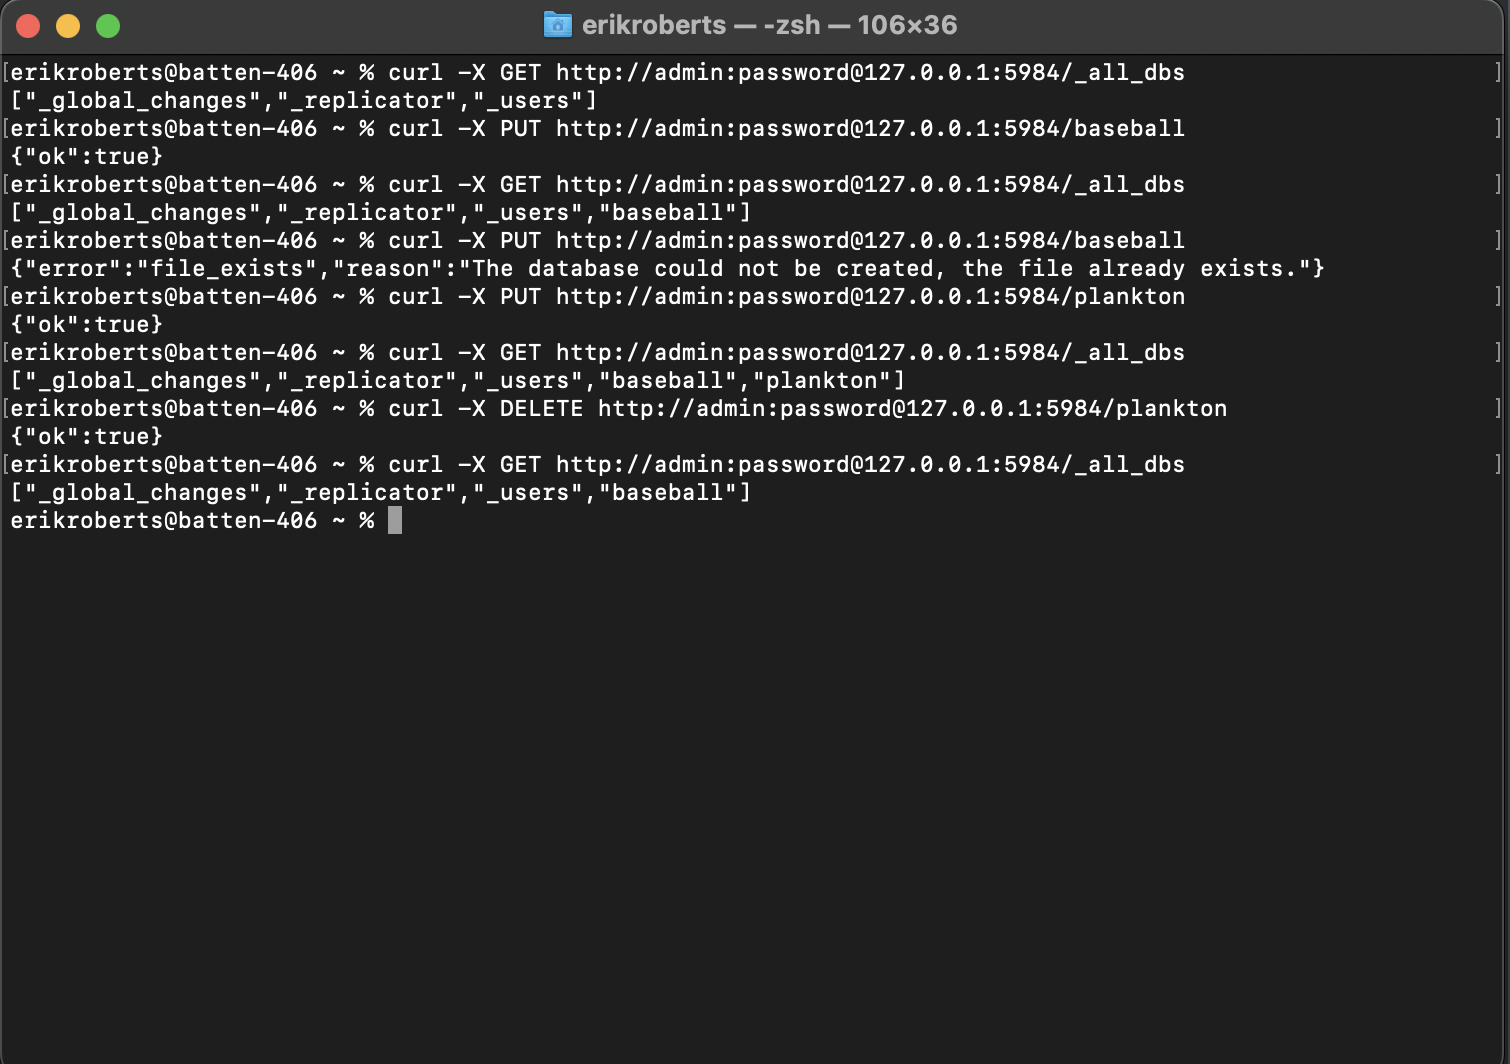 erikroberts — -zsh — 106×36
[erikroberts@batten-406 ~ % curl -X GET http://admin:password@127.0.0.1:5984/_all_dbs ]
["_global_changes","_replicator","_users"]
[erikroberts@batten-406 ~ % curl -X PUT http://admin:password@127.0.0.1:5984/baseball ]
{"ok":true}
[erikroberts@batten-406 ~ % curl -X GET http://admin:password@127.0.0.1:5984/_all_dbs ]
["_global_changes","_replicator","_users","baseball"]
[erikroberts@batten-406 ~ % curl -X PUT http://admin:password@127.0.0.1:5984/baseball ]
{"error":"file_exists","reason":"The database could not be created, the file already exists."}
[erikroberts@batten-406 ~ % curl -X PUT http://admin:password@127.0.0.1:5984/plankton ]
{"ok":true}
[erikroberts@batten-406 ~ % curl -X GET http://admin:password@127.0.0.1:5984/_all_dbs ]
["_global_changes","_replicator","_users","baseball","plankton"]
[erikroberts@batten-406 ~ % curl -X DELETE http://admin:password@127.0.0.1:5984/plankton ]
{"ok":true}
[erikroberts@batten-406 ~ % curl -X GET http://admin:password@127.0.0.1:5984/_all_dbs ]
["_global_changes","_replicator","_users","baseball"]
erikroberts@batten-406 ~ %